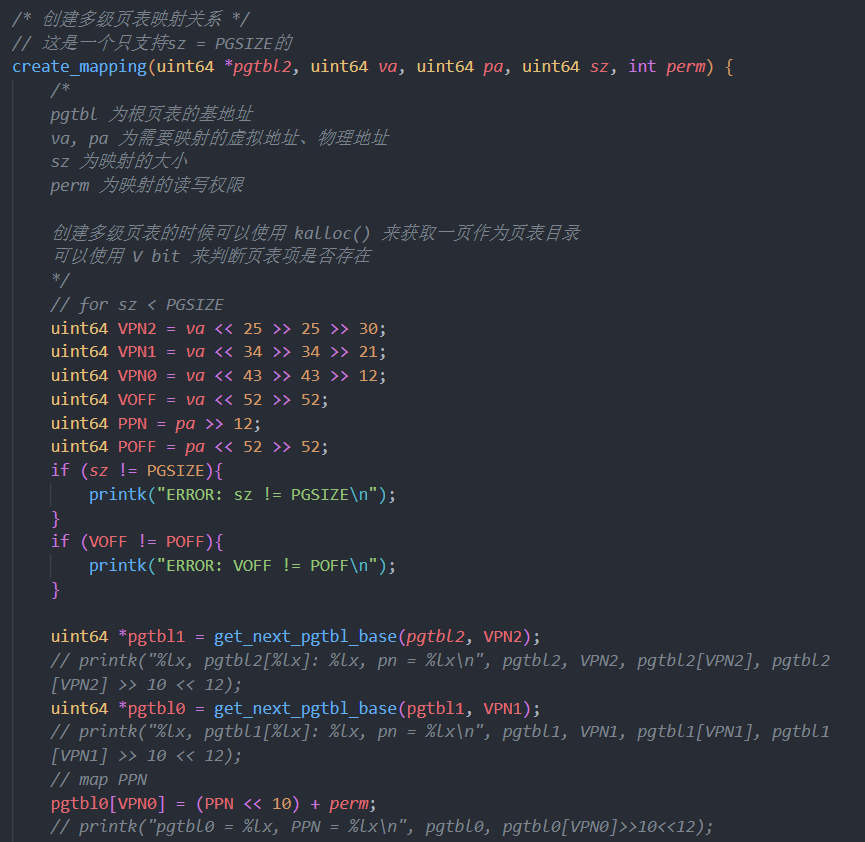 /* 创建多级页表映射关系 */
// 这是一个只支持sz = PGSIZE的
create_mapping(uint64 *pgtbl2, uint64 va, uint64 pa, uint64 sz, int perm) {
/*
pgtbl 为根页表的基地址
va, pa 为需要映射的虚拟地址、物理地址
sz 为映射的大小
perm 为映射的读写权限
创建多级页表的时候可以使用 kalloc() 来获取一页作为页表目录
可以使用 V bit 来判断页表项是否存在
*/
// for sz < PGSIZE
uint64 VPN2 = va << 25 >> 25 >> 30;
uint64 VPN1 = va << 34 >> 34 >> 21;
uint64 VPN0 = va << 43 >> 43 >> 12;
uint64 VOFF = va << 52 >> 52;
uint64 PPN = pa >> 12;
uint64 POFF = pa << 52 >> 52;
if (sz != PGSIZE){
printk("ERROR: sz != PGSIZE\n");
}
if (VOFF != POFF){
printk("ERROR: VOFF != POFF\n");
}
uint64 *pgtbl1 = get_next_pgtbl_base(pgtbl2, VPN2);
// printk("%lx, pgtbl2[%lx]: %lx, pn = %lx\n", pgtbl2, VPN2, pgtbl2[VPN2], pgtbl2
[VPN2] >> 10 << 12);
uint64 *pgtbl0 = get_next_pgtbl_base(pgtbl1, VPN1);
// printk("%lx, pgtbl1[%lx]: %lx, pn = %lx\n", pgtbl1, VPN1, pgtbl1[VPN1], pgtbl1
[VPN1] >> 10 << 12);
// map PPN
pgtbl0[VPN0] = (PPN << 10) + perm;
// printk("pgtbl0 = %lx, PPN = %lx\n", pgtbl0, pgtbl0[VPN0]>>10<<12);